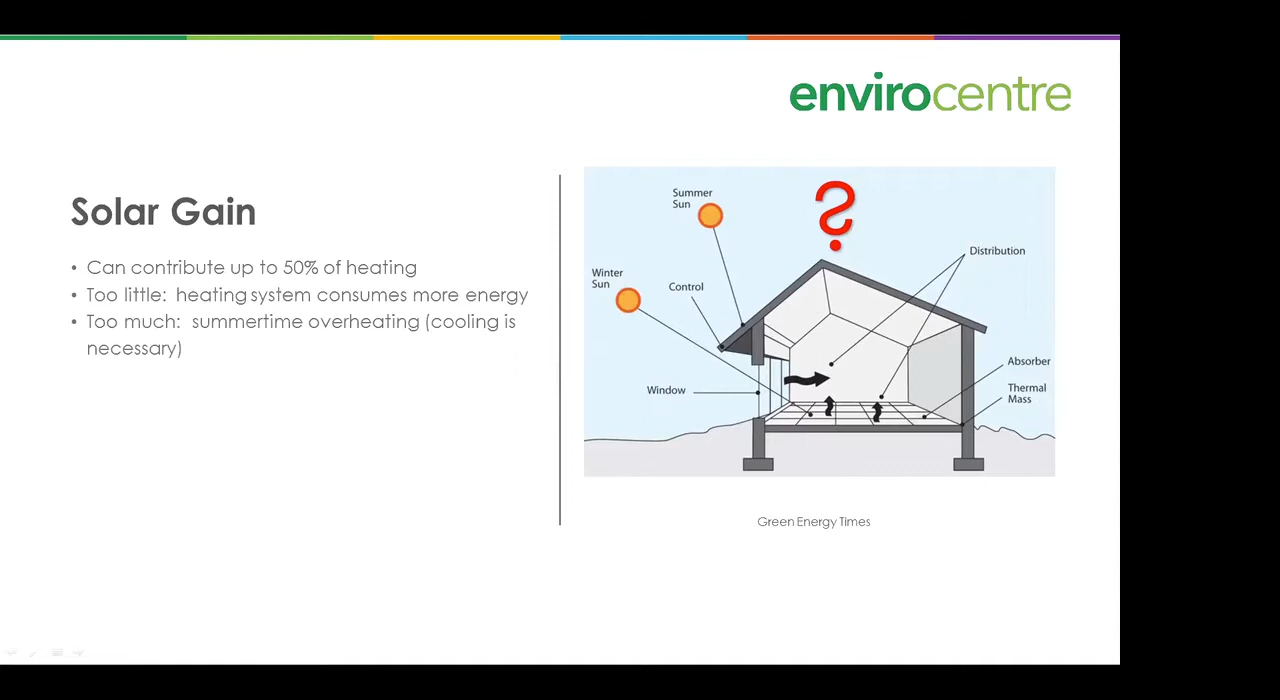 envirocentre
Solar Gain
• Can contribute up to 50% of heating
• Too little: heating system consumes more energy
• Too much: summertime overheating (cooling is
necessary)
?
Summer
Sun
Winter
Sun
Control
Distribution
Window
Absorber
Thermal
Mass
Green Energy Times